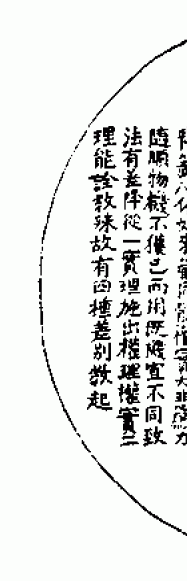 隨順物機不獲已而用既機宜不同致
法有差降從一實理施出權理權實二
理能詮教殊故有四種差別教起